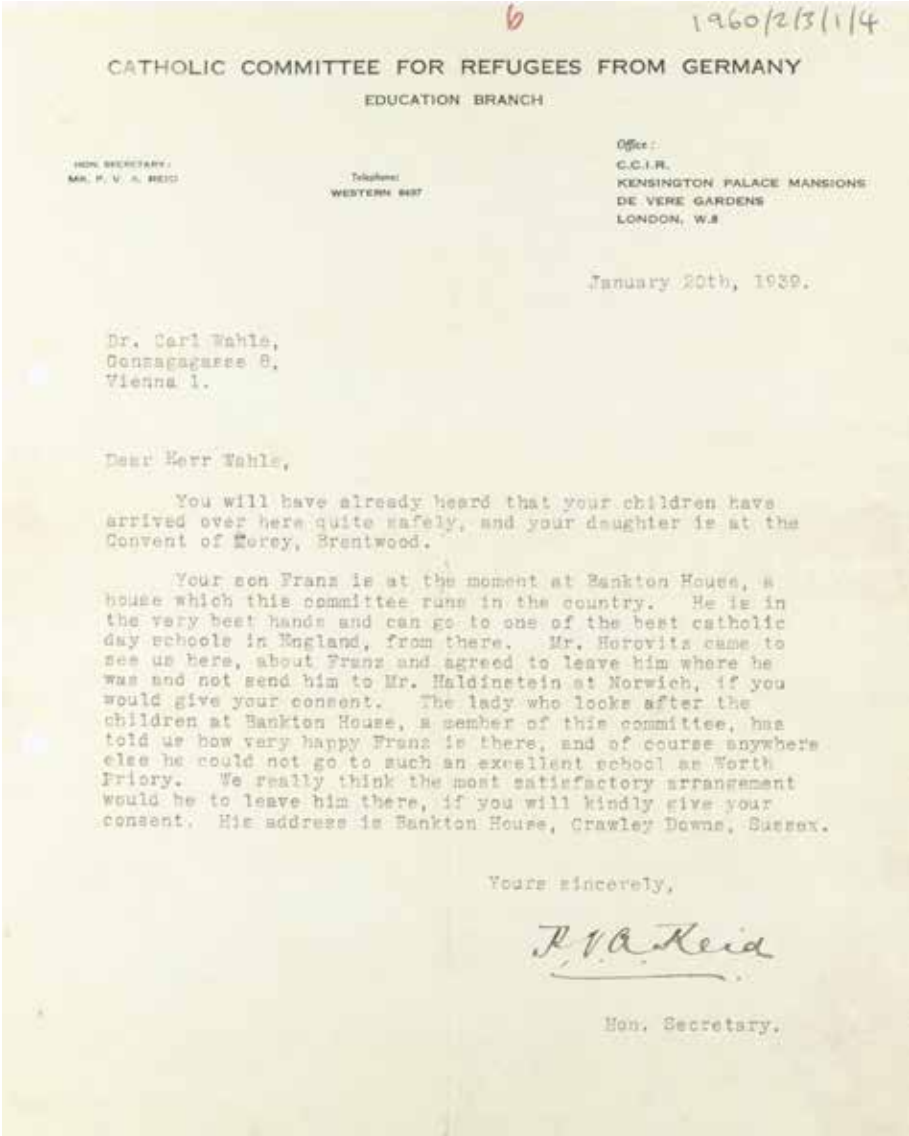 6
1960/2/3/1/4
CATHOLIC COMMITTEE FOR REFUGEES FROM GERMANY
EDUCATION BRANCH
HON. SECRETARY:
MR. P. V. A. REID
Telephone:
WESTERN
Office:
C.C.I.R.
KENSINGTON PALACE MANSIONS
DE VERE GARDENS
LONDON, W.8
January 20th, 1939.
Dr. Carl Wahle,
Gonzagagasse 8,
Vienna 1.
Dear Herr Wahle,
You will have already heard that your children have
arrived over here quite safely, and your daughter is at the
Convent of Mercy, Brentwood.
Your son Franz is at the moment at Bankton House, a
house which this committee runs in the country. He is in
the very best hands and can go to one of the best catholic
day schools in England, from there. Mr. Horovits came to
see us here, about Franz and agreed to leave him where he
was and not send him to Mr. Haldinstein at Norwich, if you
would give your consent. The lady who looks after the
children at Bankton House, a member of this committee, has
told us how very happy Franz is there, and of course anywhere
else he could not go to such an excellent school as Worth
Priory. We really think the most satisfactory arrangement
would be to leave him there, if you will kindly give your
consent. His address is Bankton House, Crawley Downs, Sussex.
Yours sincerely,
P.V.A. Reid
Hon. Secretary.